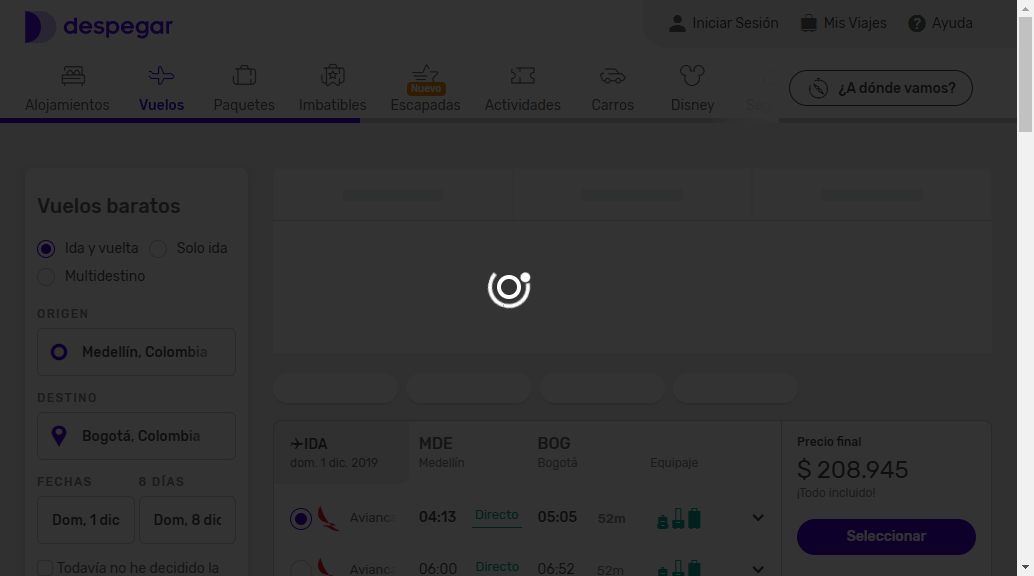 despegar
Iniciar Sesión
Mis Viajes
Ayuda
Alojamientos
Vuelos
Paquetes
Imbatibles
Nuevo
Escapadas
Actividades
Carros
Disney
¿A dónde vamos?
Vuelos baratos
Ida y vuelta
Solo ida
Multidestino
ORIGEN
Medellín, Colombia
DESTINO
Bogotá, Colombia
FECHAS
8 DÍAS
Dom, 1 dic
Dom, 8 dic
Todavía no he decidido la
IDA
dom. 1 dic. 2019
MDE
Medellín
BOG
Bogotá
Equipaje
Avianc
04:13
Directo
05:05
52m
Avianc
06:00
Directo
06:52
52m
Precio final
$ 208.945
¡Todo incluido!
Seleccionar